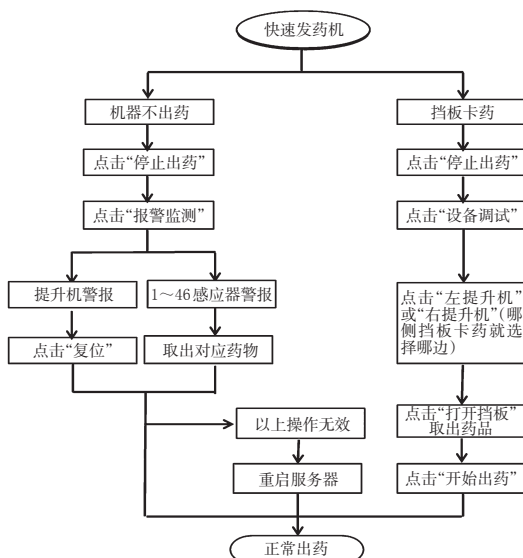 快速发药机
机器不出药
挡板卡药
点击“停止出药”
点击“停止出药”
点击“报警监测”
点击“设备调试”
提升机警报
1～46感应器警报
点击“左提升机”
或“右提升机”(哪
侧挡板卡药就选
择哪边)
点击“复位”
取出对应药物
以上操作无效
点击“打开挡板”
取出药品
重启服务器
点击“开始出药”
正常出药